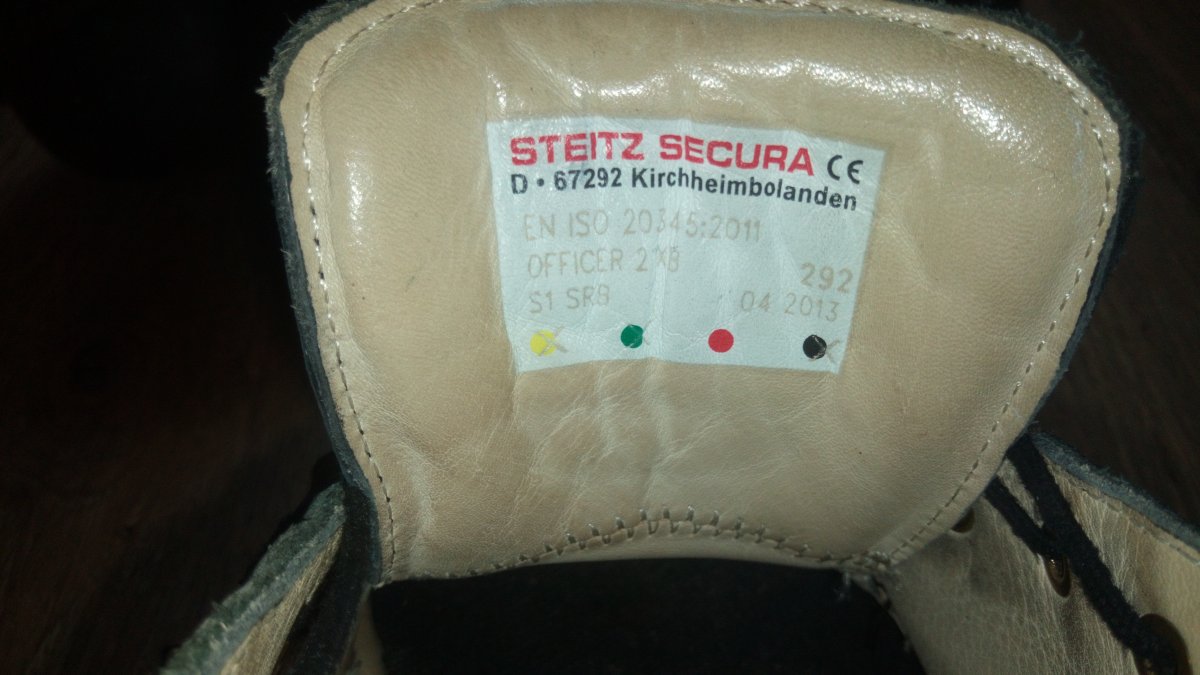 STEITZ SECURA CE
D • 67292 Kirchheimbolanden
EN ISO 20345:2011
OFFICER 2 XB 292
S1 SRB 04 2013